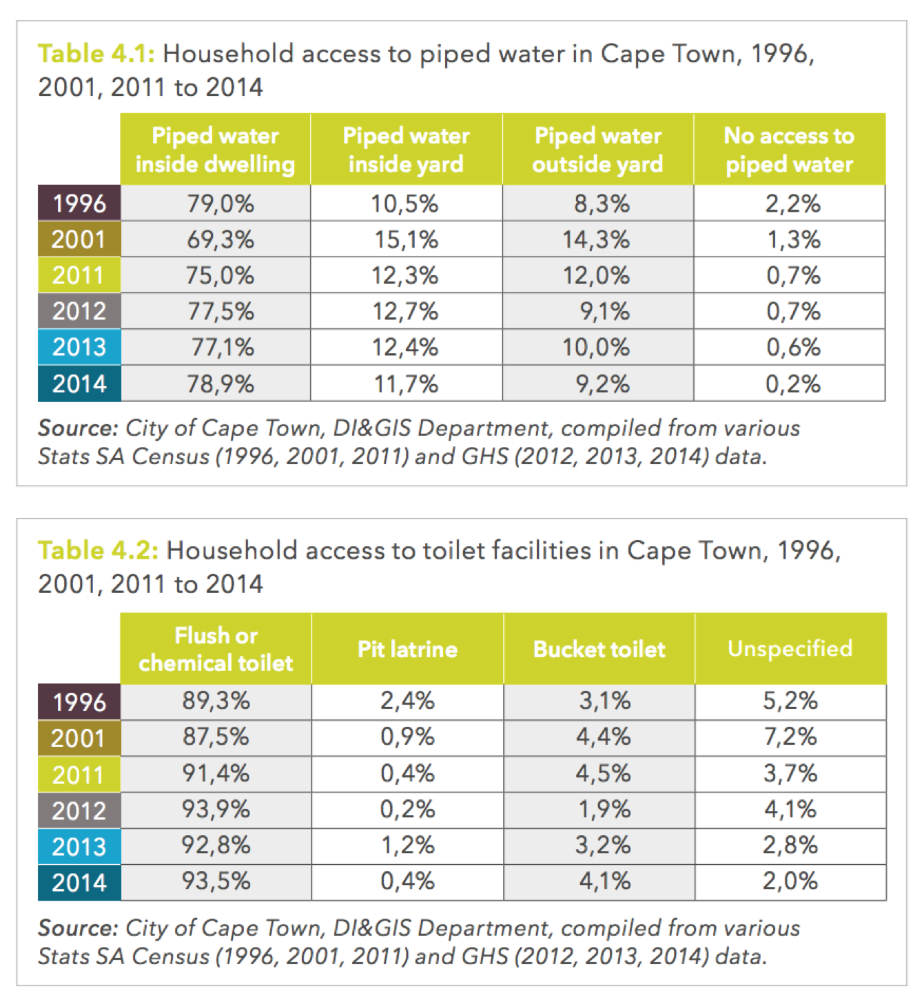 Table 4.1: Household access to piped water in Cape Town, 1996,
2001, 2011 to 2014
Piped water inside dwelling Piped water inside yard Piped water outside yard No access to piped water
1996 79,0% 10,5% 8,3% 2,2%
2001 69,3% 15,1% 14,3% 1,3%
2011 75,0% 12,3% 12,0% 0,7%
2012 77,5% 12,7% 9,1% 0,7%
2013 77,1% 12,4% 10,0% 0,6%
2014 78,9% 11,7% 9,2% 0,2%
Source: City of Cape Town, DI&GIS Department, compiled from various
Stats SA Census (1996, 2001, 2011) and GHS (2012, 2013, 2014) data.
Table 4.2: Household access to toilet facilities in Cape Town, 1996,
2001, 2011 to 2014
Flush or chemical toilet Pit latrine Bucket toilet Unspecified
1996 89,3% 2,4% 3,1% 5,2%
2001 87,5% 0,9% 4,4% 7,2%
2011 91,4% 0,4% 4,5% 3,7%
2012 93,9% 0,2% 1,9% 4,1%
2013 92,8% 1,2% 3,2% 2,8%
2014 93,5% 0,4% 4,1% 2,0%
Source: City of Cape Town, DI&GIS Department, compiled from various
Stats SA Census (1996, 2001, 2011) and GHS (2012, 2013, 2014) data.